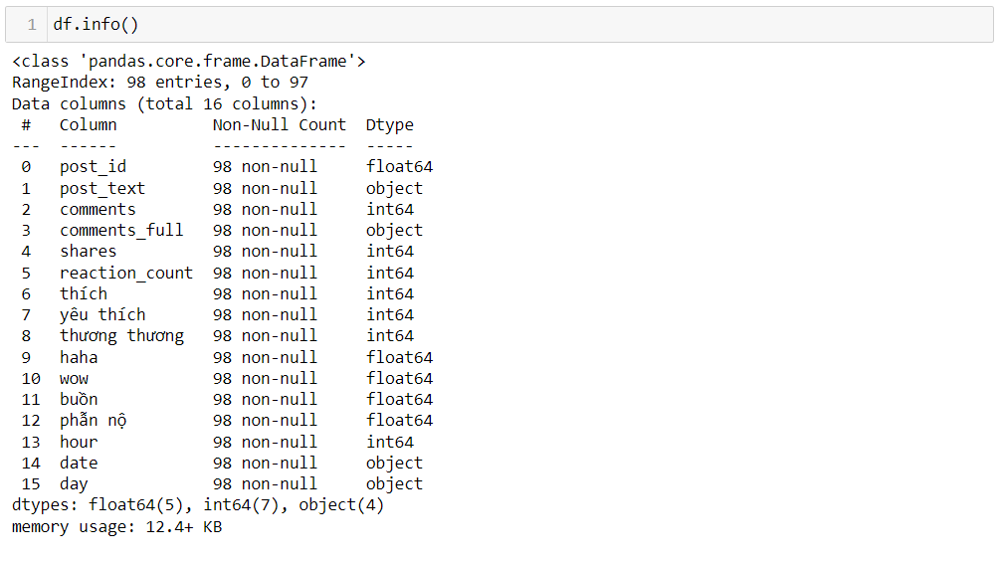 1 df.info()
<class 'pandas.core.frame.DataFrame'>
RangeIndex: 98 entries, 0 to 97
Data columns (total 16 columns):
 #   Column          Non-Null Count  Dtype
---  ------          --------------  -----
 0   post_id         98 non-null     float64
 1   post_text       98 non-null     object
 2   comments        98 non-null     int64
 3   comments_full   98 non-null     object
 4   shares          98 non-null     int64
 5   reaction_count  98 non-null     int64
 6   thích           98 non-null     int64
 7   yêu thích       98 non-null     int64
 8   thương thương   98 non-null     int64
 9   haha            98 non-null     float64
 10  wow             98 non-null     float64
 11  buồn            98 non-null     float64
 12  phẫn nộ         98 non-null     float64
 13  hour            98 non-null     int64
 14  date            98 non-null     object
 15  day             98 non-null     object
dtypes: float64(5), int64(7), object(4)
memory usage: 12.4+ KB